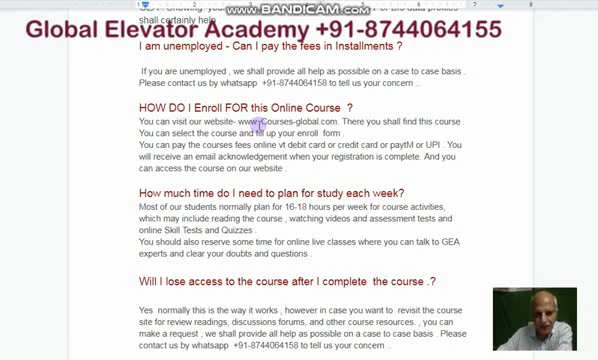 www.BANDICAM.com
shall certainly help
Global Elevator Academy +91-8744064155
I am unemployed - Can I pay the fees in Installments ?
If you are unemployed , we shall provide all help as possible on a case to case basis .
Please contact us by whatsapp +91-8744064158 to tell us your concern ..
HOW DO I Enroll FOR this Online Course ?
You can visit our website- www. Courses-global.com. There you shall find this course .
You can select the course and fill up your enroll form .
You can pay the courses fees online vt debit card or credit card or paytM or UPI . You
will receive an email acknowledgement when your registration is complete. And you
can access the course on our website .
How much time do I need to plan for study each week?
Most of our students normally plan for 16-18 hours per week for course activities,
which may include reading the course , watching videos and assessment tests and
online Skill Tests and Quizzes .
You should also reserve some time for online live classes where you can talk to GEA
experts and clear your doubts and questions .
Will I lose access to the course after I complete the course .?
Yes normally this is the way it works , however in case you want to revisit the course
site for review readings, discussions forums, and other course resources. , you can
make a request , we shall provide all help as possible on a case to case basis . Please
contact us by whatsapp +91-8744064158 to tell us your concern ..